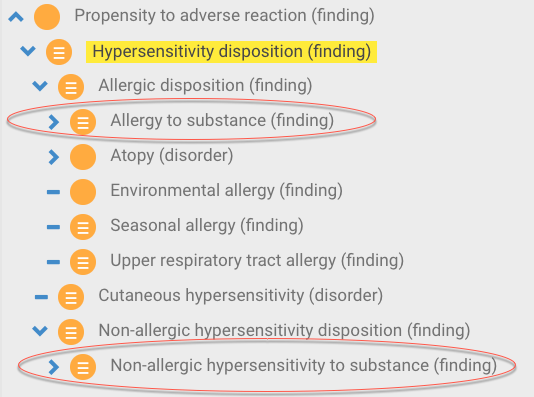 Propensity to adverse reaction (finding)
Hypersensitivity disposition (finding)
Allergic disposition (finding)
Allergy to substance (finding)
Atopy (disorder)
Environmental allergy (finding)
Seasonal allergy (finding)
Upper respiratory tract allergy (finding)
Cutaneous hypersensitivity (disorder)
Non-allergic hypersensitivity disposition (finding)
Non-allergic hypersensitivity to substance (finding)